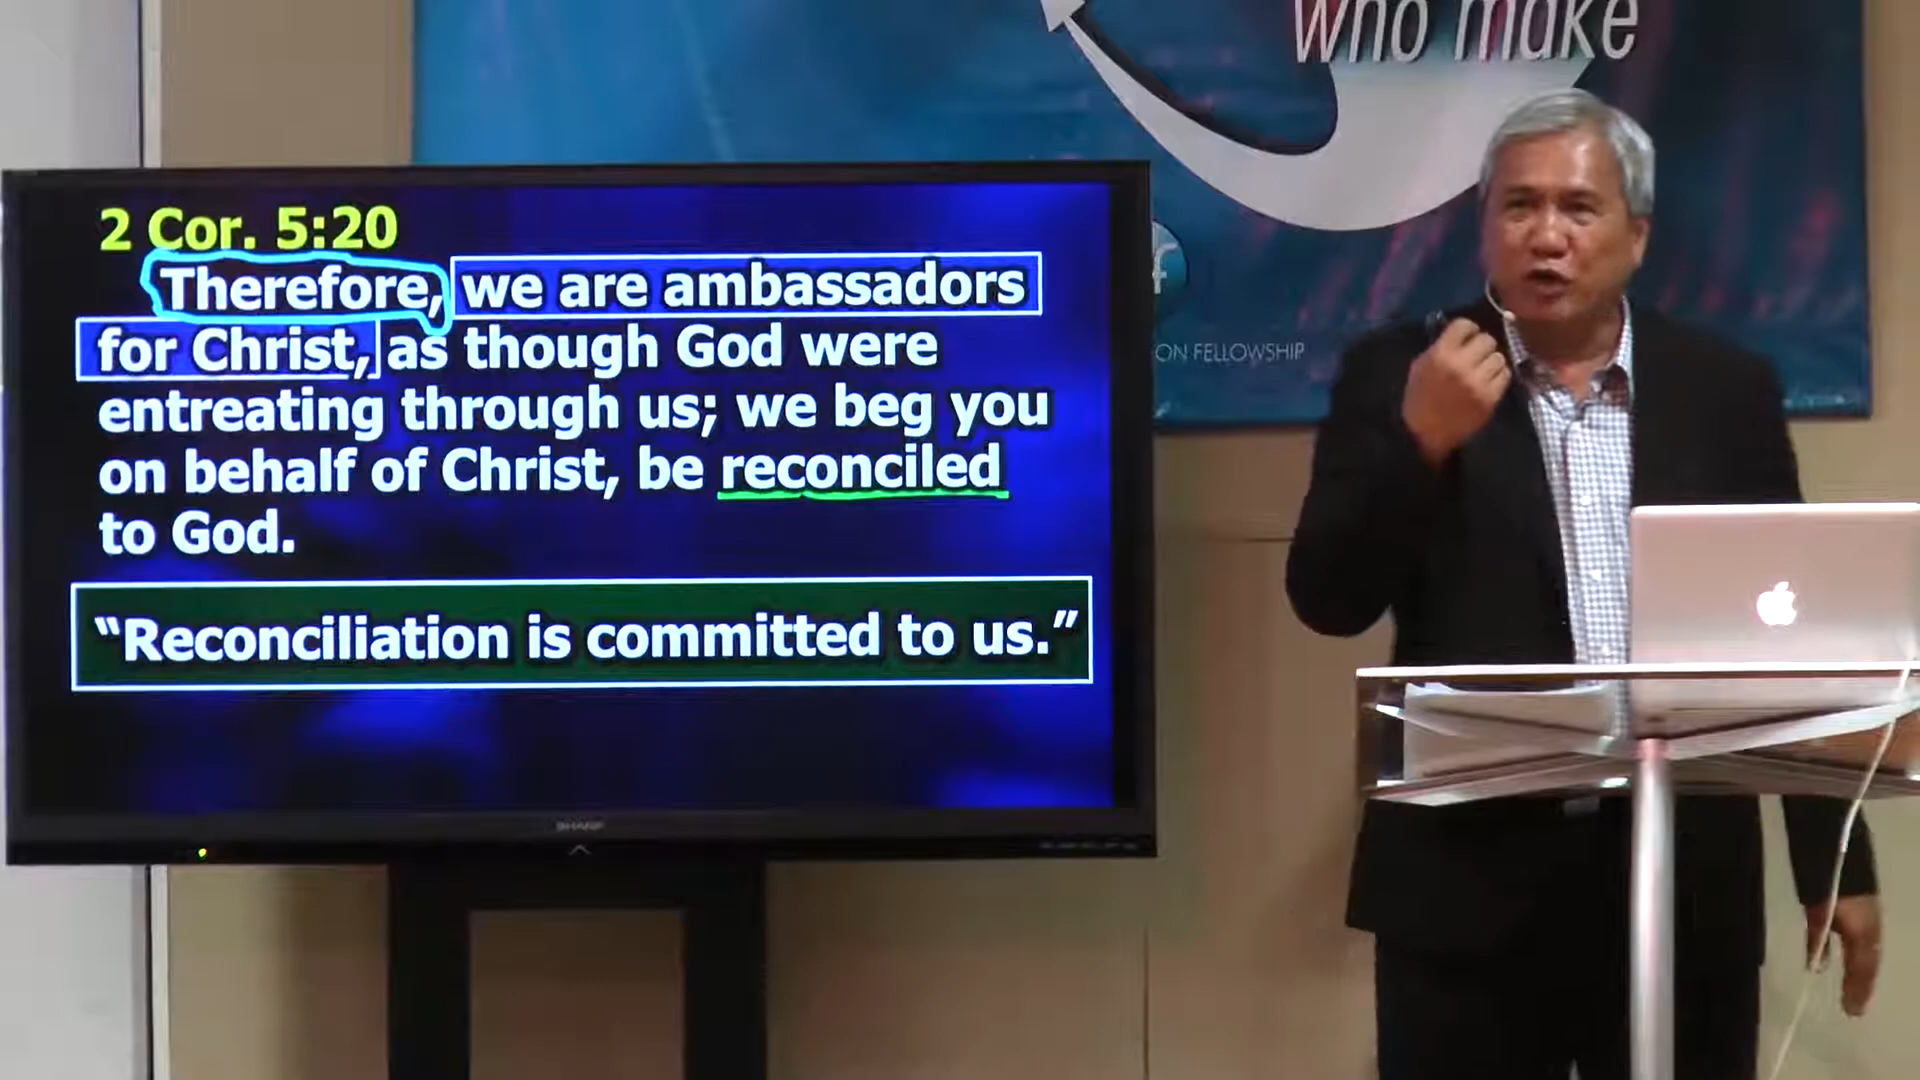 who make
2 Cor. 5:20
Therefore, we are ambassadors
for Christ, as though God were
entreating through us; we beg you
on behalf of Christ, be reconciled
to God.
“Reconciliation is committed to us.”
f
ON FELLOWSHIP
SHARP